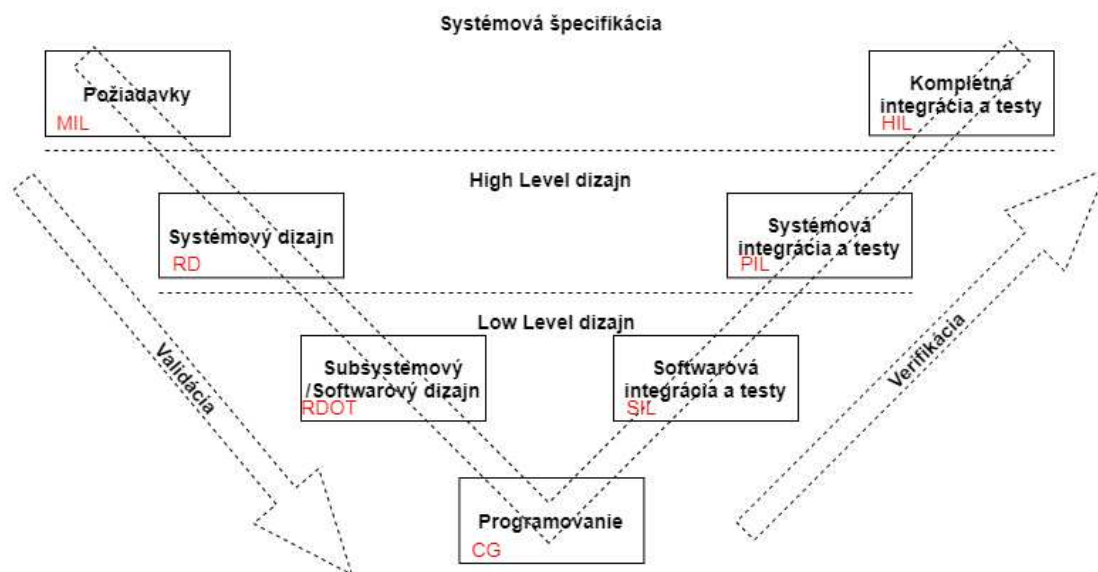 Systémová špecifikácia
Požiadavky
MIL
Kompletná
integrácia a testy
HIL
High Level dizajn
Systémový dizajn
RD
Systémová
integrácia a testy
PIL
Low Level dizajn
Validácia
Subsystémový
/Softwarový dizajn
RDOT
Softwarová
integrácia a testy
SIL
Verifikácia
Programovanie
CG